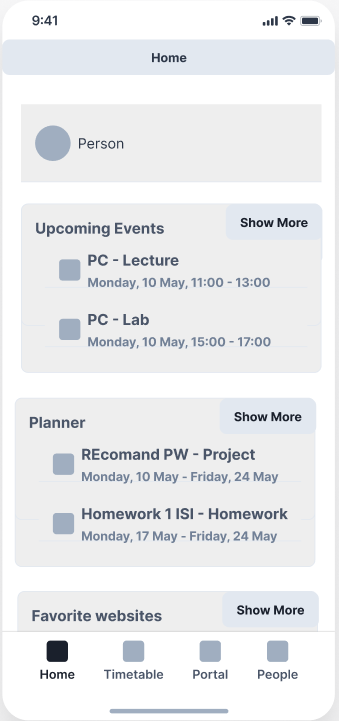 9:41
Home
Person
Upcoming Events
Show More
PC - Lecture
Monday, 10 May, 11:00 - 13:00
PC - Lab
Monday, 10 May, 15:00 - 17:00
Planner
Show More
REcomand PW - Project
Monday, 10 May - Friday, 24 May
Homework 1 ISI - Homework
Monday, 17 May - Friday, 24 May
Favorite websites
Show More
Home
Timetable
Portal
People